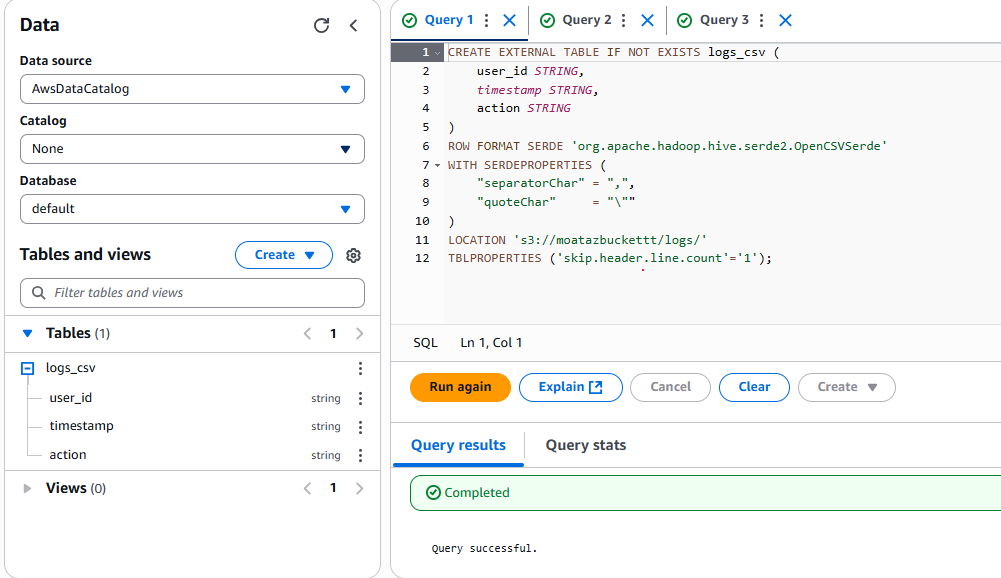 Data
Data source
AwsDataCatalog
Catalog
None
Database
default
Tables and views
Create
Filter tables and views
Tables (1)
1
logs_csv
user_id
string
timestamp
string
action
string
Views (0)
1
Query 1
Query 2
Query 3
1 CREATE EXTERNAL TABLE IF NOT EXISTS logs_csv (
2 user_id STRING,
3 timestamp STRING,
4 action STRING
5 )
6 ROW FORMAT SERDE 'org.apache.hadoop.hive.serde2.OpenCSVSerde'
7 WITH SERDEPROPERTIES (
8 "separatorChar" = ",",
9 "quoteChar"     = "\""
10 )
11 LOCATION 's3://moatazbuckettt/logs/'
12 TBLPROPERTIES ('skip.header.line.count'='1');
SQL
Ln 1, Col 1
Run again
Explain
Cancel
Clear
Create
Query results
Query stats
Completed
Query successful.